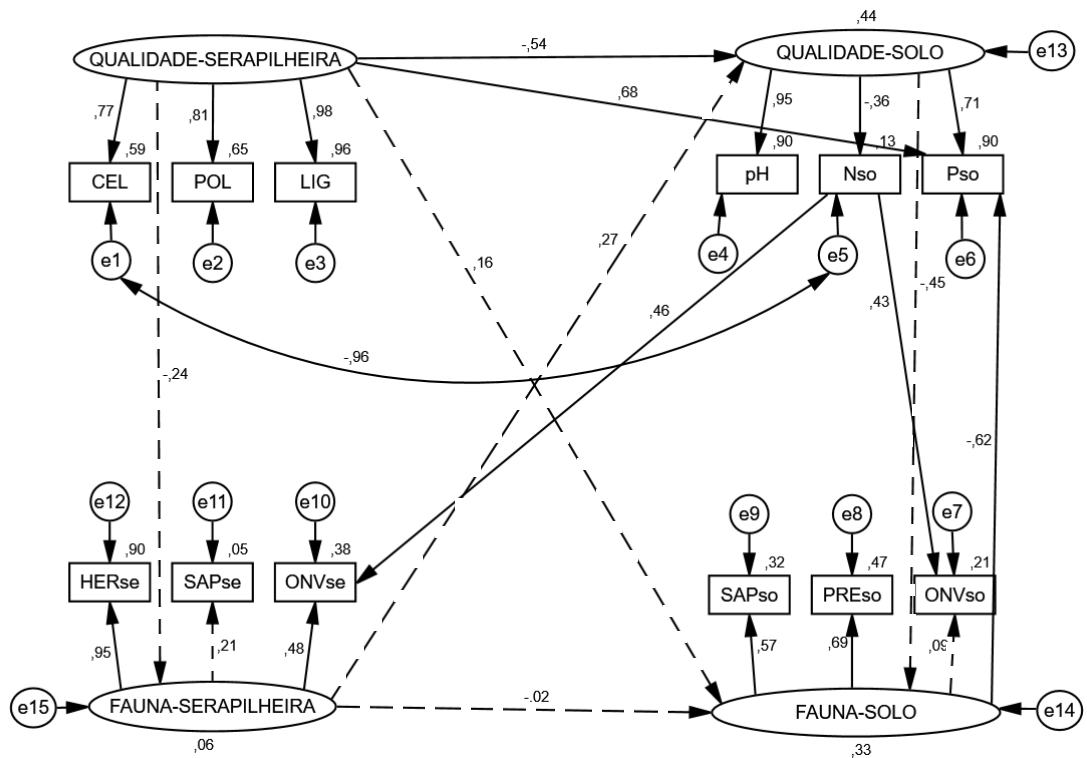 ,44
-,54
QUALIDADE-SERAPILHEIRA
QUALIDADE-SOLO
e13
,77
,81
,98
,68
,95
-,36
,71
,59
,65
,96
,90
,13
,90
CEL
POL
LIG
pH
Nso
Pso
e1
e2
e3
,16
,27
e4
e5
e6
-,45
,46
,43
-,96
-,24
-,62
e12
e11
e10
e9
e8
e7
,90
,05
,38
,32
,47
,21
HERse
SAPse
ONVse
SAPso
PREso
ONVso
,95
,21
,48
,57
,69
,09
-.02
e15
FAUNA-SERAPILHEIRA
FAUNA-SOLO
e14
,06
,33